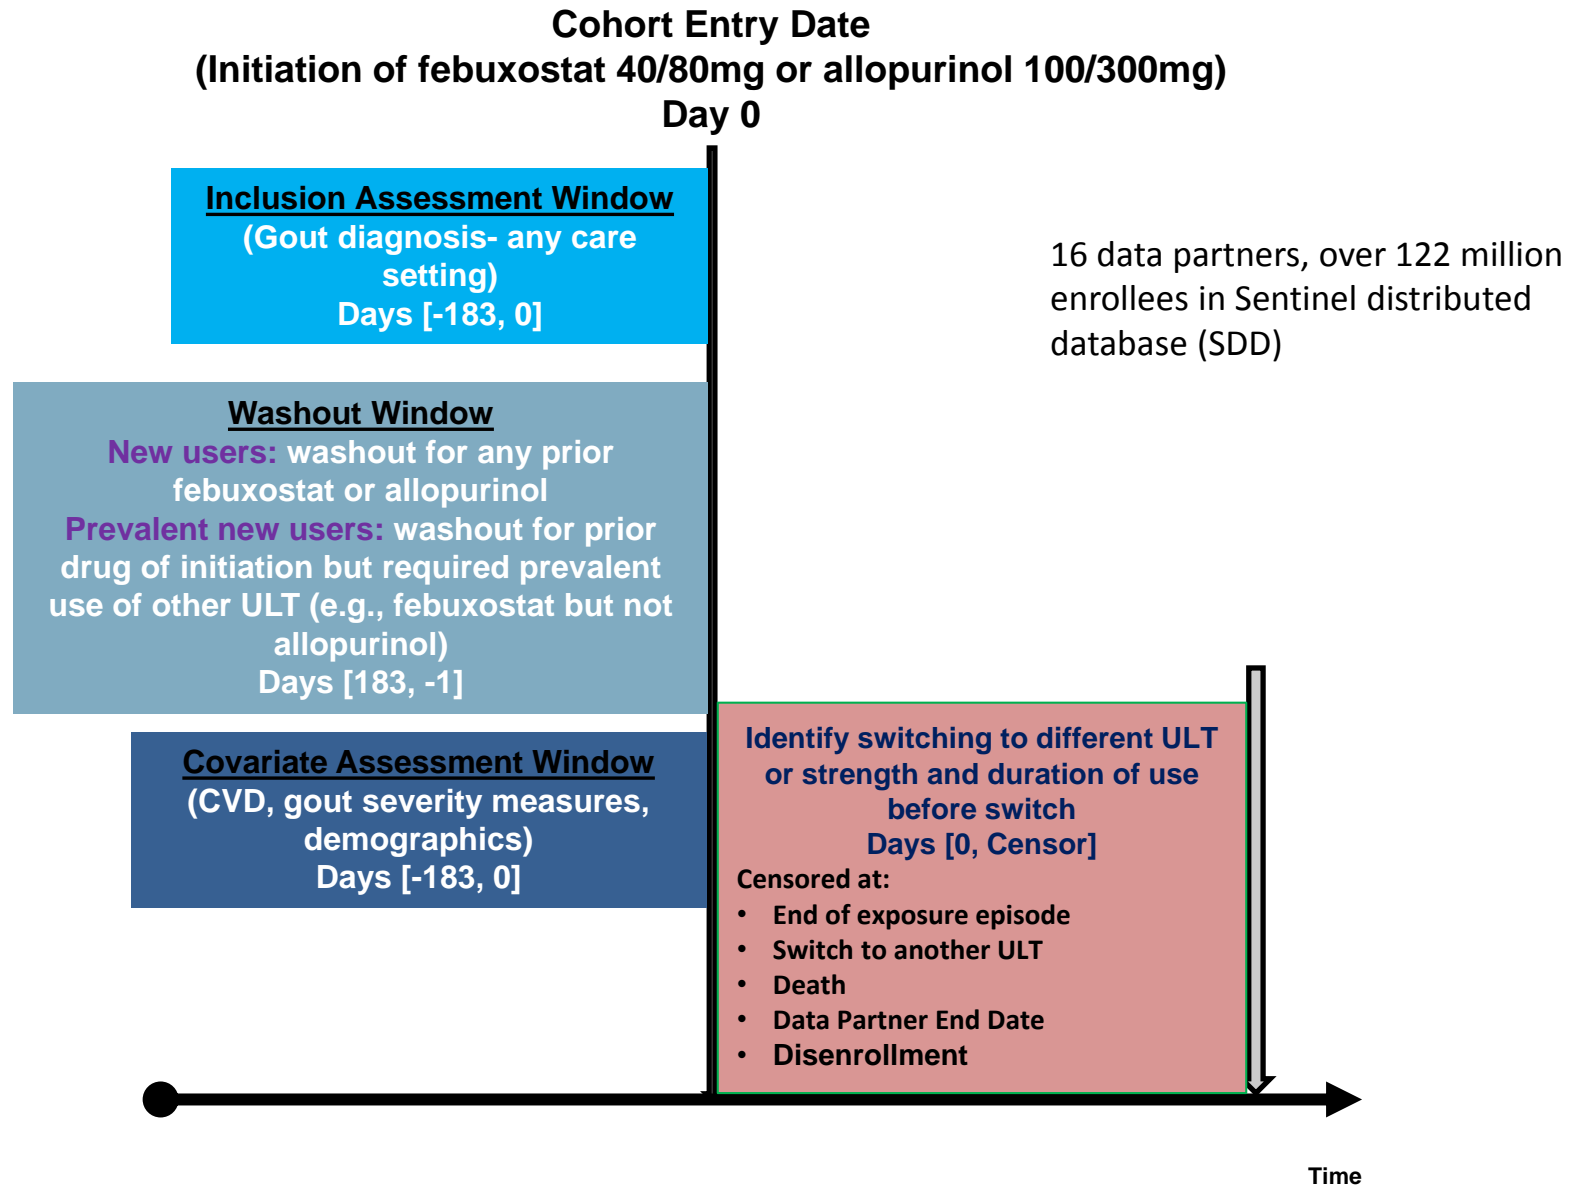 Cohort Entry Date
(Initiation of febuxostat 40/80mg or allopurinol 100/300mg)
Day 0
Inclusion Assessment Window
(Gout diagnosis- any care
setting)
Days [-183, 0]
16 data partners, over 122 million
enrollees in Sentinel distributed
database (SDD)
Washout Window
New users: washout for any prior
febuxostat or allopurinol
Prevalent new users: washout for prior
drug of initiation but required prevalent
use of other ULT (e.g., febuxostat but not
allopurinol)
Days [183, -1]
Covariate Assessment Window
(CVD, gout severity measures,
demographics)
Days [-183, 0]
Identify switching to different ULT
or strength and duration of use
before switch
Days [0, Censor]
Censored at:
• End of exposure episode
• Switch to another ULT
• Death
• Data Partner End Date
• Disenrollment
Time